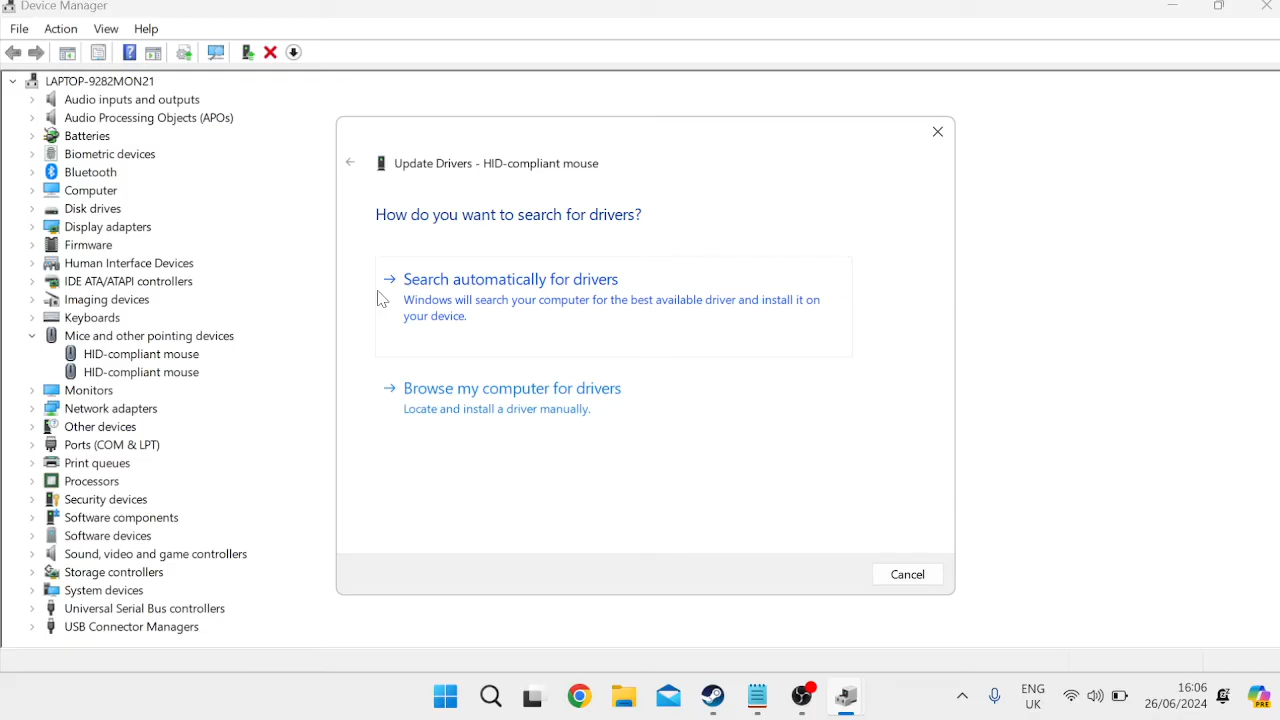 Device Manager
File Action View Help
LAPTOP-9282MON21
Audio inputs and outputs
Audio Processing Objects (APOs)
Batteries
Biometric devices
Bluetooth
Computer
Disk drives
Display adapters
Firmware
Human Interface Devices
IDE ATA/ATAPI controllers
Imaging devices
Keyboards
Mice and other pointing devices
HID-compliant mouse
HID-compliant mouse
Monitors
Network adapters
Other devices
Ports (COM & LPT)
Print queues
Processors
Security devices
Software components
Software devices
Sound, video and game controllers
Storage controllers
System devices
Universal Serial Bus controllers
USB Connector Managers
Update Drivers - HID-compliant mouse
How do you want to search for drivers?
Search automatically for drivers
Windows will search your computer for the best available driver and install it on
your device.
Browse my computer for drivers
Locate and install a driver manually.
Cancel
ENG
UK
16:06
26/06/2024
PRE